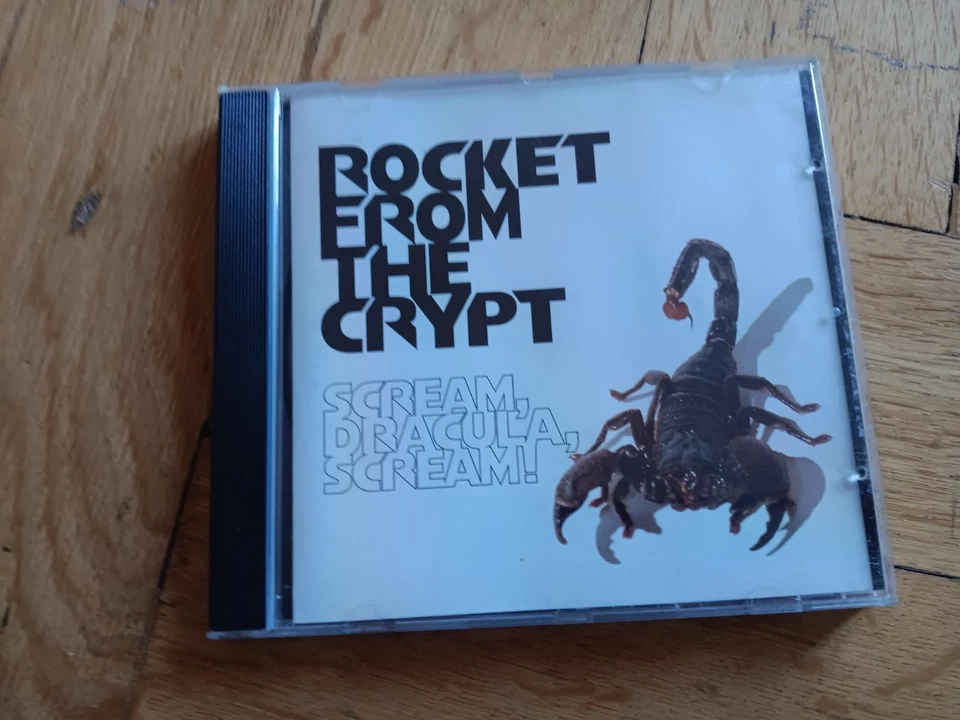 ROCKET
FROM
THE
CRYPT
SCREAM,
DRACULA,
SCREAM!